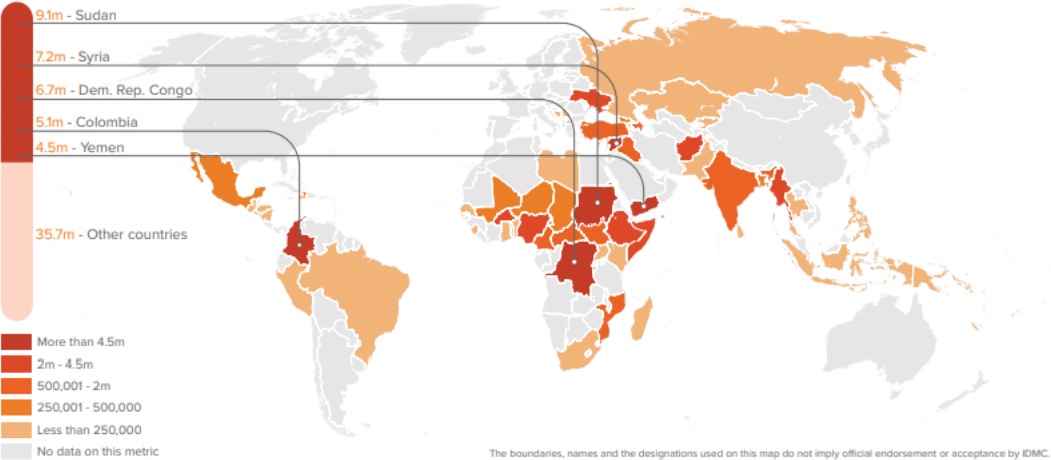 9.1m - Sudan
7.2m - Syria
6.7m - Dem. Rep. Congo
5.1m - Colombia
4.5m - Yemen
35.7m - Other countries
More than 4.5m
2m - 4.5m
500,001 - 2m
250,001 - 500,000
Less than 250,000
No data on this metric
The boundaries, names and the designations used on this map do not imply official endorsement or acceptance by IDMC.